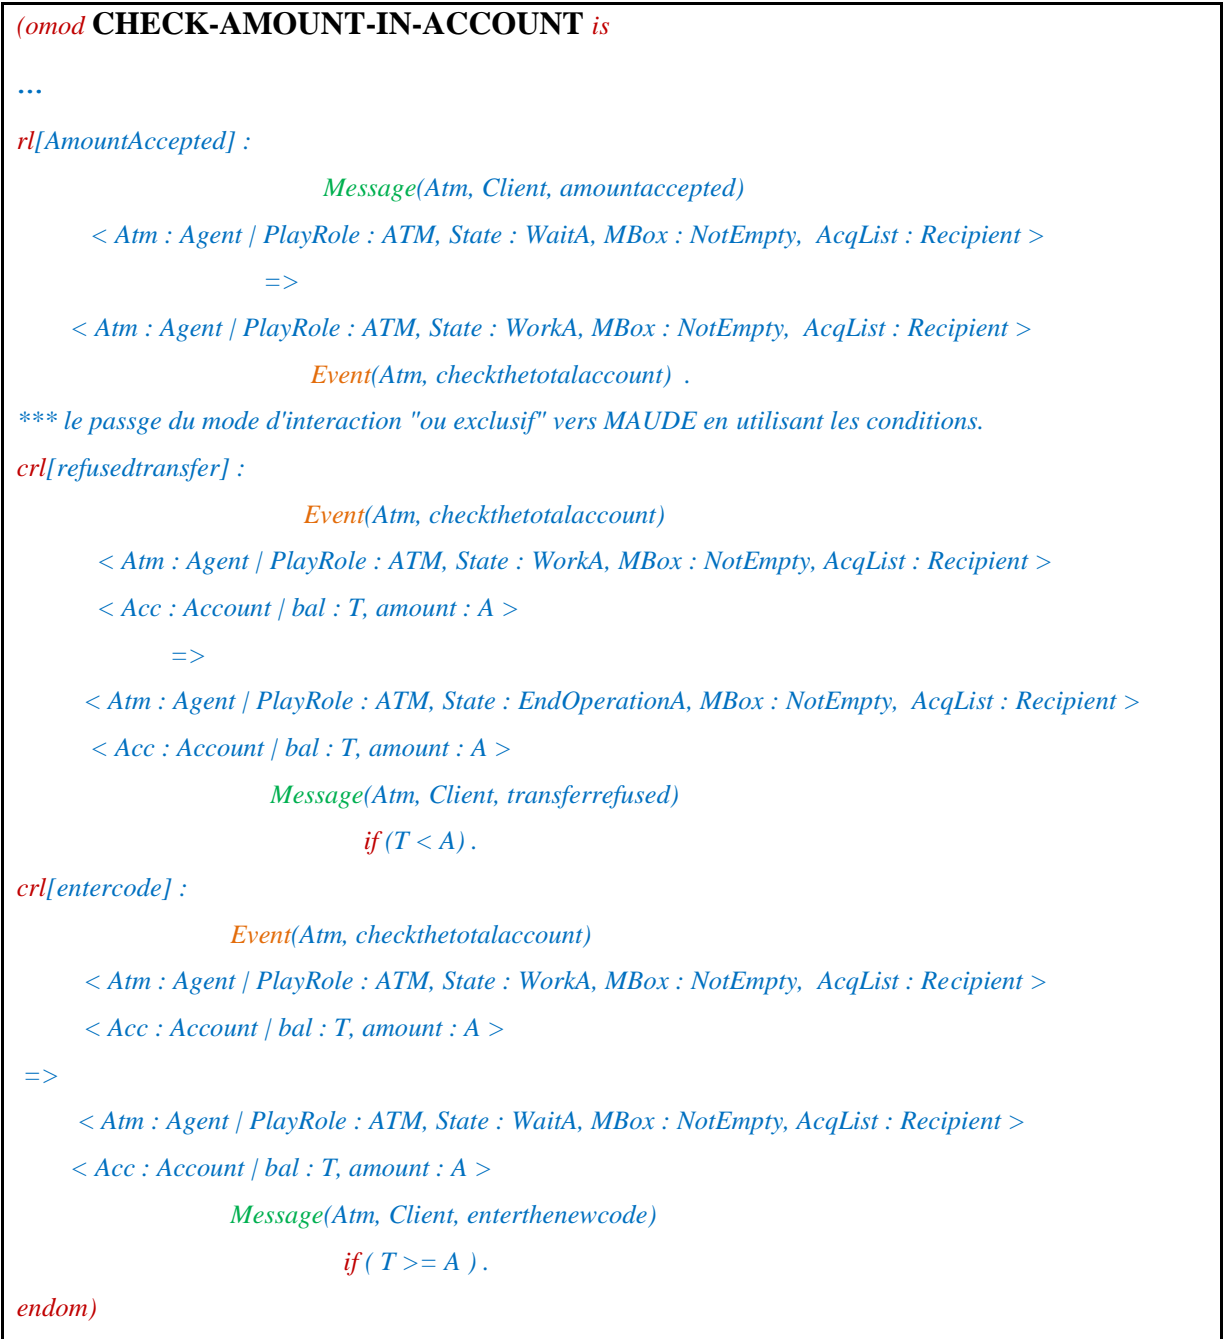 (omod CHECK-AMOUNT-IN-ACCOUNT is
...
rl[AmountAccepted] :
Message(Atm, Client, amountaccepted)
< Atm : Agent | PlayRole : ATM, State : WaitA, MBox : NotEmpty, AcqList : Recipient >
=>
< Atm : Agent | PlayRole : ATM, State : WorkA, MBox : NotEmpty, AcqList : Recipient >
Event(Atm, checkthetotalaccount) .
*** le passge du mode d'interaction "ou exclusif" vers MAUDE en utilisant les conditions.
crl[refusedtransfer] :
Event(Atm, checkthetotalaccount)
< Atm : Agent | PlayRole : ATM, State : WorkA, MBox : NotEmpty, AcqList : Recipient >
< Acc : Account | bal : T, amount : A >
=>
< Atm : Agent | PlayRole : ATM, State : EndOperationA, MBox : NotEmpty, AcqList : Recipient >
< Acc : Account | bal : T, amount : A >
Message(Atm, Client, transferrefused)
if (T < A) .
crl[entercode] :
Event(Atm, checkthetotalaccount)
< Atm : Agent | PlayRole : ATM, State : WorkA, MBox : NotEmpty, AcqList : Recipient >
< Acc : Account | bal : T, amount : A >
=>
< Atm : Agent | PlayRole : ATM, State : WaitA, MBox : NotEmpty, AcqList : Recipient >
< Acc : Account | bal : T, amount : A >
Message(Atm, Client, enterthenewcode)
if ( T >= A ) .
endom)